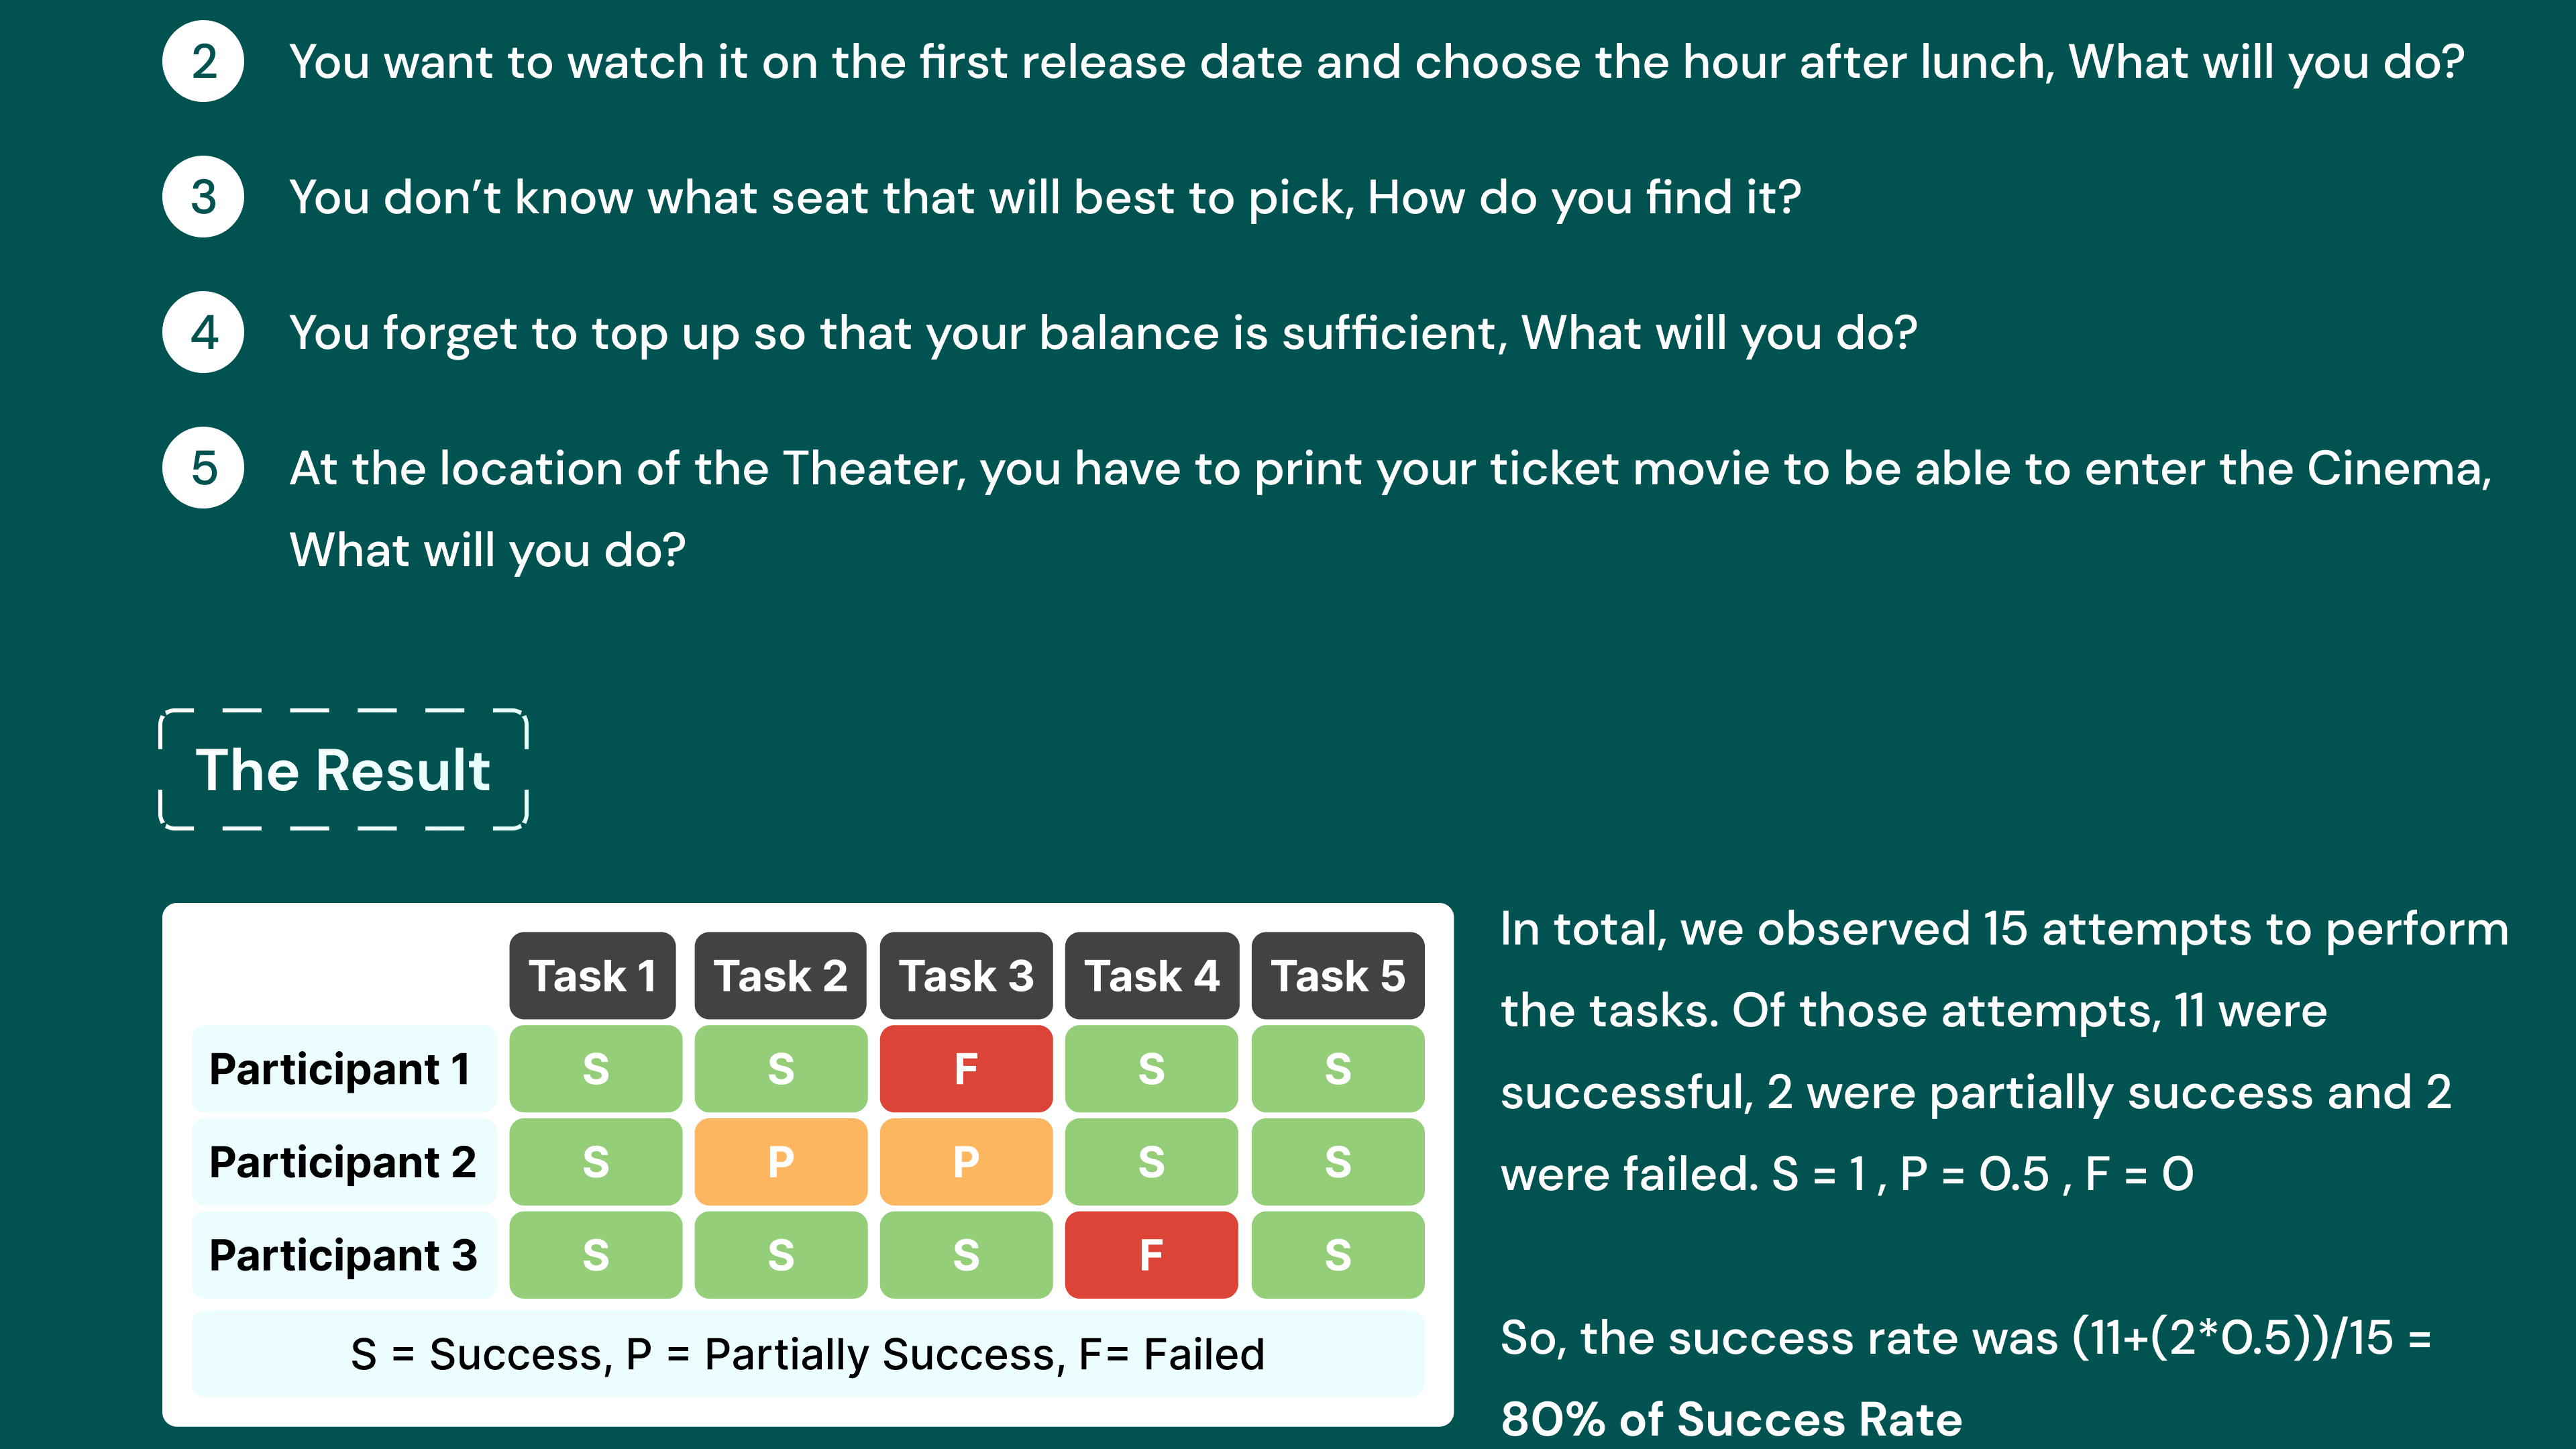 2 You want to watch it on the first release date and choose the hour after lunch, What will you do?
3 You don’t know what seat that will best to pick, How do you find it?
4 You forget to top up so that your balance is sufficient, What will you do?
5 At the location of the Theater, you have to print your ticket movie to be able to enter the Cinema,
What will you do?
The Result
Task 1 Task 2 Task 3 Task 4 Task 5
Participant 1 S S F S S
Participant 2 S P P S S
Participant 3 S S S F S
S = Success, P = Partially Success, F= Failed
In total, we observed 15 attempts to perform
the tasks. Of those attempts, 11 were
successful, 2 were partially success and 2
were failed. S = 1 , P = 0.5 , F = 0
So, the success rate was (11+(2*0.5))/15 =
80% of Succes Rate